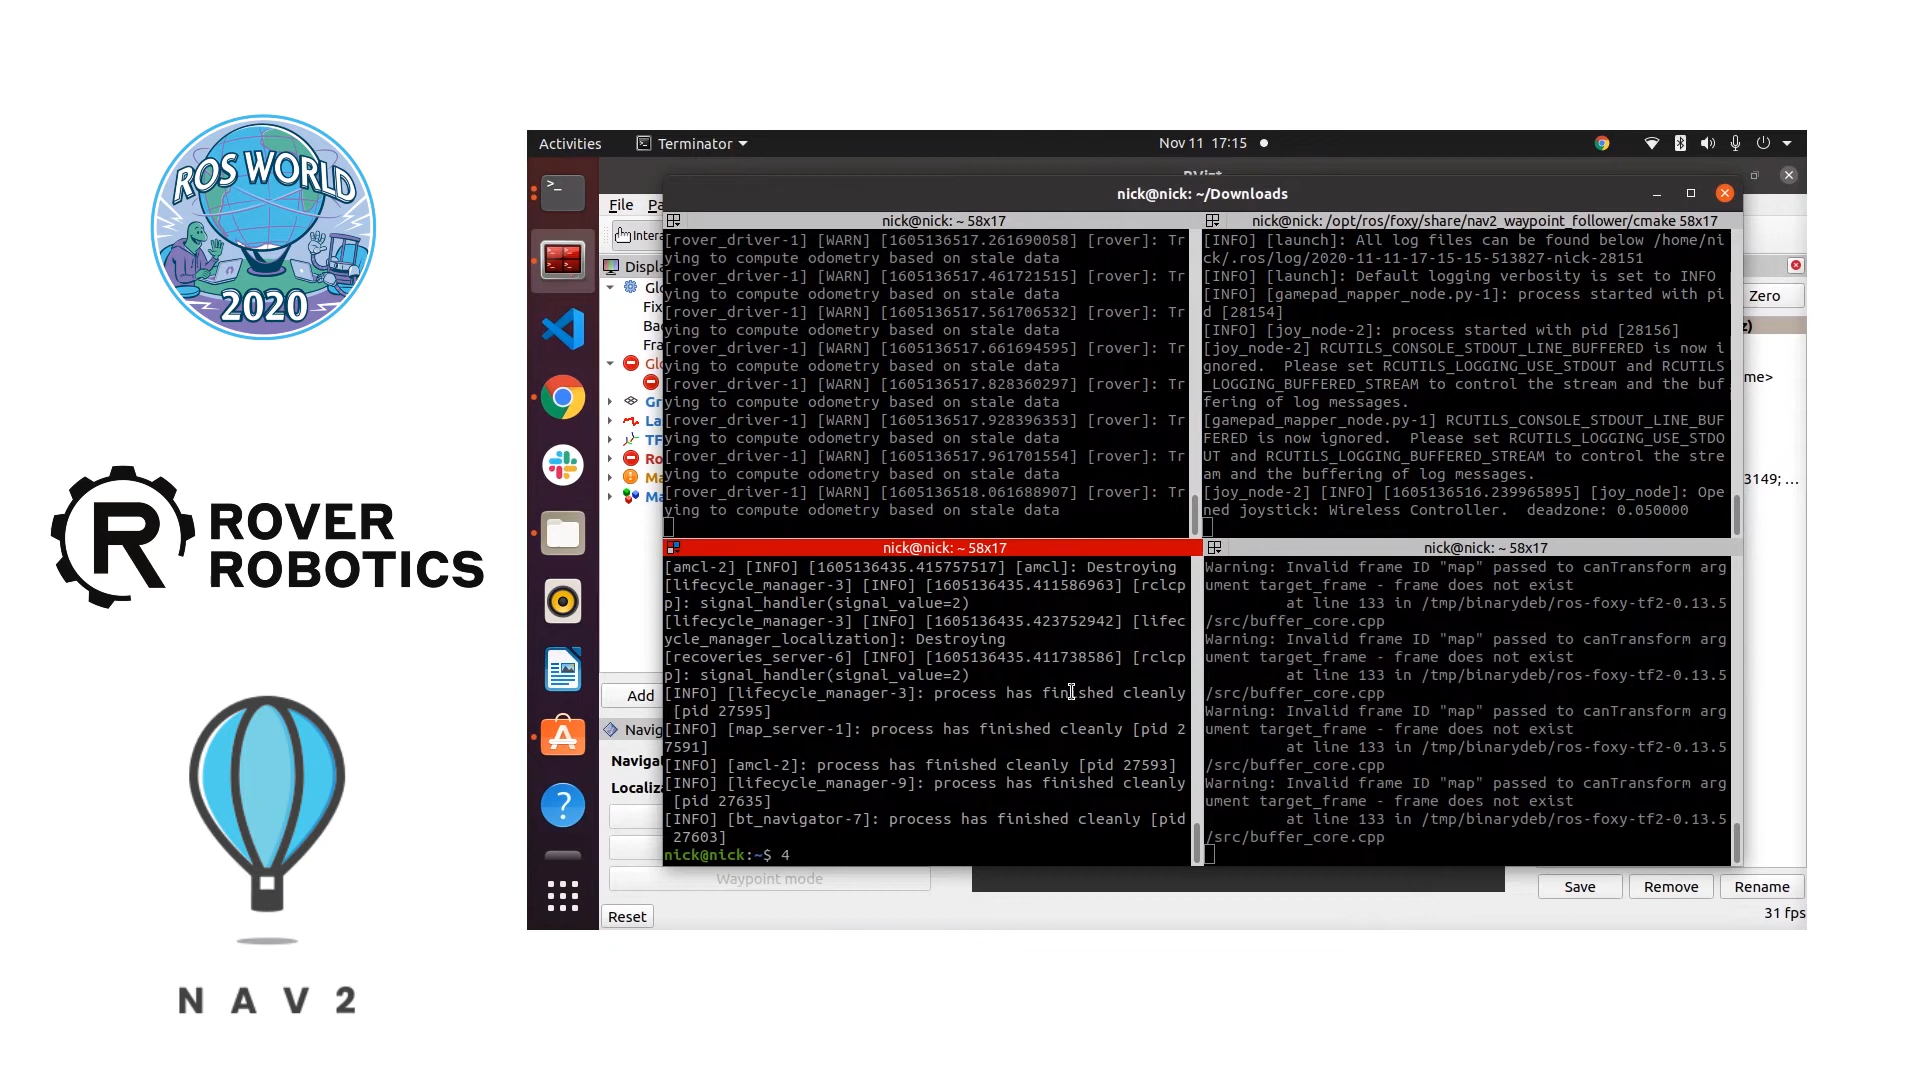 ROS WORLD
2020
ROVER
ROBOTICS
NAV2
Activities
Terminator
Nov 11 17:15
nick@nick: ~/Downloads
File
Pa
Intera
Displa
Glo
Fix
Bac
Fra
Glo
Gr
La
TF
Ro
Ma
Ma
Add
Naviga
Naviga
Localiza
Waypoint mode
Reset
nick@nick: ~ 58x17
[rover_driver-1] [WARN] [1605136517.261690058] [rover]: Tr
ying to compute odometry based on stale data
[rover_driver-1] [WARN] [1605136517.461721515] [rover]: Tr
ying to compute odometry based on stale data
[rover_driver-1] [WARN] [1605136517.561706532] [rover]: Tr
ying to compute odometry based on stale data
[rover_driver-1] [WARN] [1605136517.661694595] [rover]: Tr
ying to compute odometry based on stale data
[rover_driver-1] [WARN] [1605136517.828360297] [rover]: Tr
ying to compute odometry based on stale data
[rover_driver-1] [WARN] [1605136517.928396353] [rover]: Tr
ying to compute odometry based on stale data
[rover_driver-1] [WARN] [1605136517.961701554] [rover]: Tr
ying to compute odometry based on stale data
[rover_driver-1] [WARN] [1605136518.061688907] [rover]: Tr
ying to compute odometry based on stale data
nick@nick: /opt/ros/foxy/share/nav2_waypoint_follower/cmake 58x17
[INFO] [launch]: All log files can be found below /home/ni
ck/.ros/log/2020-11-11-17-15-15-513827-nick-28151
[INFO] [launch]: Default logging verbosity is set to INFO
[INFO] [gamepad_mapper_node.py-1]: process started with pi
d [28154]
[INFO] [joy_node-2]: process started with pid [28156]
[joy_node-2] RCUTILS_CONSOLE_STDOUT_LINE_BUFFERED is now i
gnored.  Please set RCUTILS_LOGGING_USE_STDOUT and RCUTILS
_LOGGING_BUFFERED_STREAM to control the stream and the buf
fering of log messages.
[gamepad_mapper_node.py-1] RCUTILS_CONSOLE_STDOUT_LINE_BUF
FERED is now ignored.  Please set RCUTILS_LOGGING_USE_STDO
UT and RCUTILS_LOGGING_BUFFERED_STREAM to control the stre
am and the buffering of log messages.
[joy_node-2] [INFO] [1605136516.239965895] [joy_node]: Ope
ned joystick: Wireless Controller.  deadzone: 0.050000
nick@nick: ~ 58x17
[amcl-2] [INFO] [1605136435.415757517] [amcl]: Destroying
[lifecycle_manager-3] [INFO] [1605136435.411586963] [rclcp
p]: signal_handler(signal_value=2)
[lifecycle_manager-3] [INFO] [1605136435.423752942] [lifec
ycle_manager_localization]: Destroying
[recoveries_server-6] [INFO] [1605136435.411738586] [rclcp
p]: signal_handler(signal_value=2)
[INFO] [lifecycle_manager-3]: process has finished cleanly
[pid 27595]
[INFO] [map_server-1]: process has finished cleanly [pid 2
7591]
[INFO] [amcl-2]: process has finished cleanly [pid 27593]
[INFO] [lifecycle_manager-9]: process has finished cleanly
[pid 27635]
[INFO] [bt_navigator-7]: process has finished cleanly [pid
27603]
nick@nick:~$ 4
nick@nick: ~ 58x17
Warning: Invalid frame ID "map" passed to canTransform arg
ument target_frame - frame does not exist
at line 133 in /tmp/binarydeb/ros-foxy-tf2-0.13.5
/src/buffer_core.cpp
Warning: Invalid frame ID "map" passed to canTransform arg
ument target_frame - frame does not exist
at line 133 in /tmp/binarydeb/ros-foxy-tf2-0.13.5
/src/buffer_core.cpp
Warning: Invalid frame ID "map" passed to canTransform arg
ument target_frame - frame does not exist
at line 133 in /tmp/binarydeb/ros-foxy-tf2-0.13.5
/src/buffer_core.cpp
Warning: Invalid frame ID "map" passed to canTransform arg
ument target_frame - frame does not exist
at line 133 in /tmp/binarydeb/ros-foxy-tf2-0.13.5
/src/buffer_core.cpp
Zero
z)
me>
3149; ...
Save
Remove
Rename
31 fps